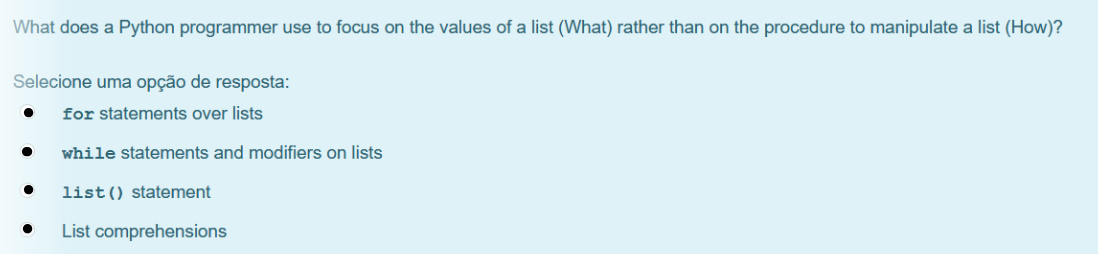 What does a Python programmer use to focus on the values of a list (What) rather than on the procedure to manipulate a list (How)?
Selecione uma opção de resposta:
for statements over lists
while statements and modifiers on lists
list() statement
List comprehensions